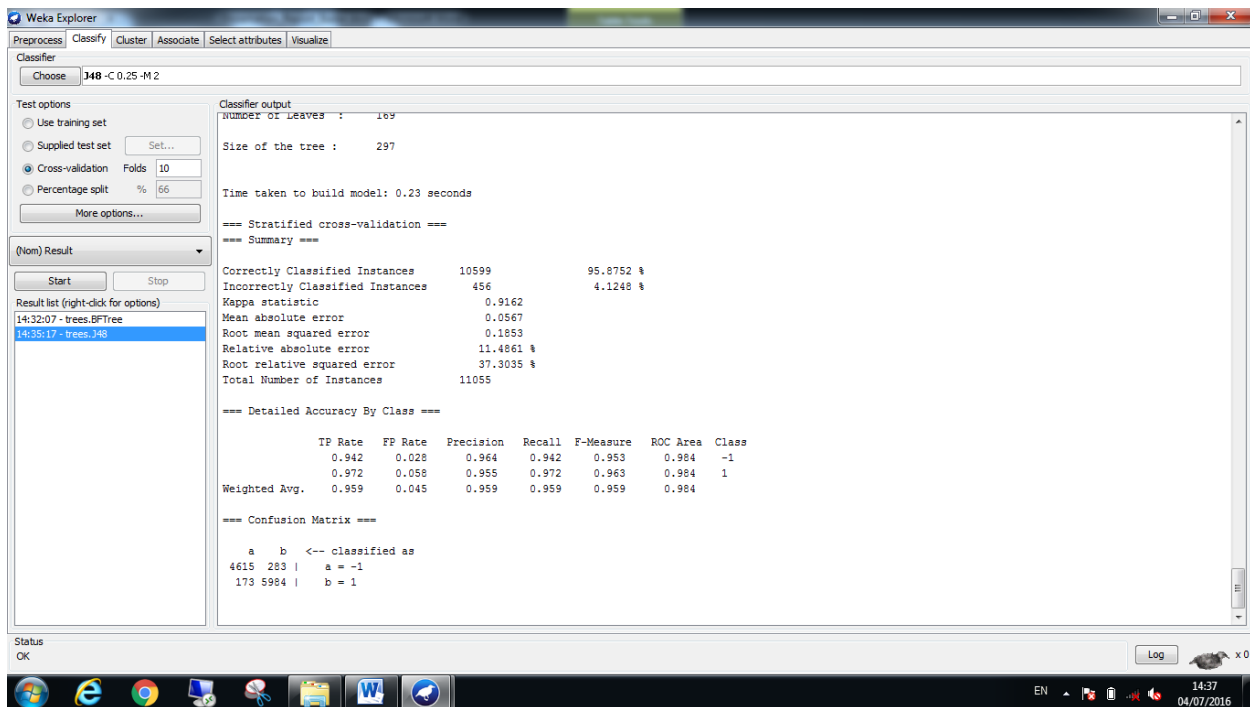 Weka Explorer
Preprocess Classify Cluster Associate Select attributes Visualize
Classifier
Choose J48 -C 0.25 -M 2
Test options
Use training set
Supplied test set Set...
Cross-validation Folds 10
Percentage split % 66
More options...
(Nom) Result
Start Stop
Result list (right-click for options)
14:32:07 - trees.BFTree
14:35:17 - trees.J48
Classifier output
Number of Leaves : 169
Size of the tree : 297
Time taken to build model: 0.23 seconds
=== Stratified cross-validation ===
=== Summary ===
Correctly Classified Instances 10599 95.8752 %
Incorrectly Classified Instances 456 4.1248 %
Kappa statistic 0.9162
Mean absolute error 0.0567
Root mean squared error 0.1853
Relative absolute error 11.4861 %
Root relative squared error 37.3035 %
Total Number of Instances 11055
=== Detailed Accuracy By Class ===
TP Rate FP Rate Precision Recall F-Measure ROC Area Class
0.942 0.028 0.964 0.942 0.953 0.984 -1
0.972 0.058 0.955 0.972 0.963 0.984 1
Weighted Avg. 0.959 0.045 0.959 0.959 0.959 0.984
=== Confusion Matrix ===
a b <-- classified as
4615 283 | a = -1
173 5984 | b = 1
Status
OK
Log
x 0
EN
14:37
04/07/2016